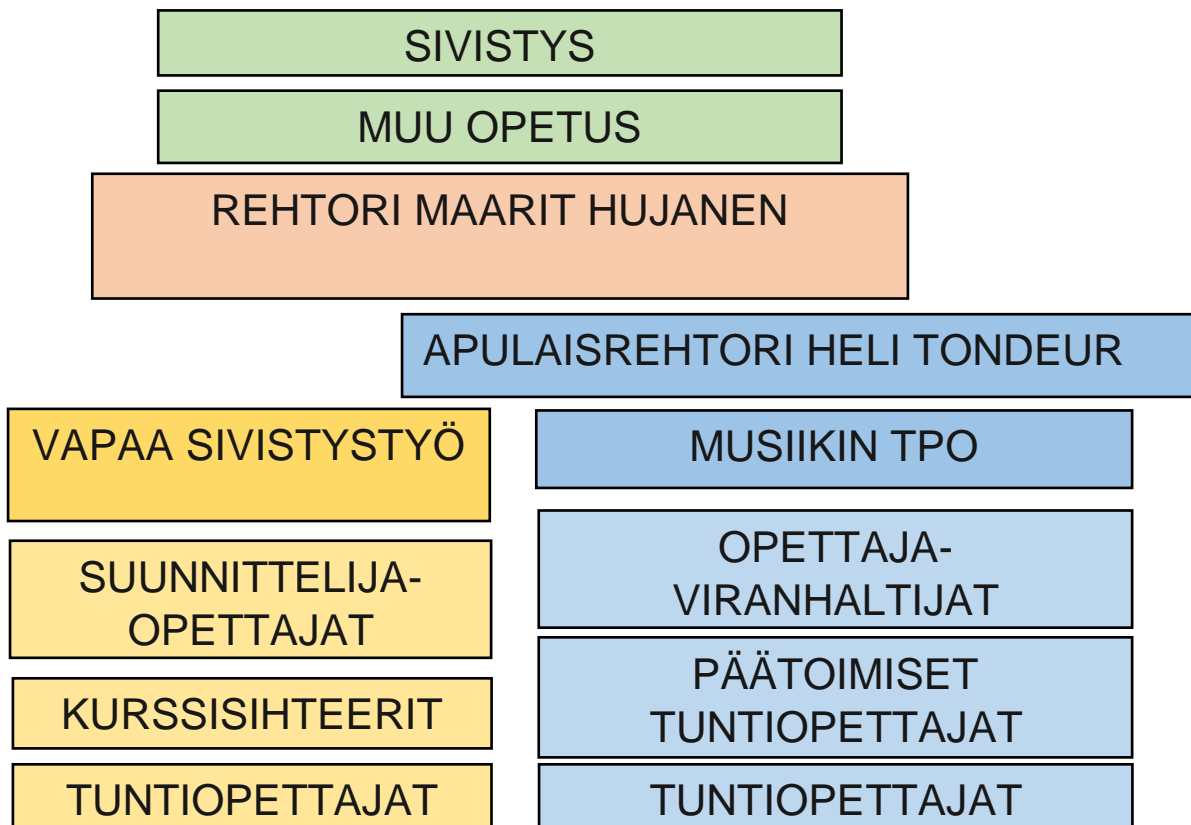 SIVISTYS
MUU OPETUS
REHTORI MAARIT HUJANEN
APULAISREHTORI HELI TONDEUR
VAPAA SIVISTYSTYÖ
SUUNNITTELIJA-
OPETTAJAT
KURSSISIHTEERIT
TUNTIOPETTAJAT
MUSIIKIN TPO
OPETTAJA-
VIRANHALTIJAT
PÄÄTOIMISET
TUNTIOPETTAJAT
TUNTIOPETTAJAT